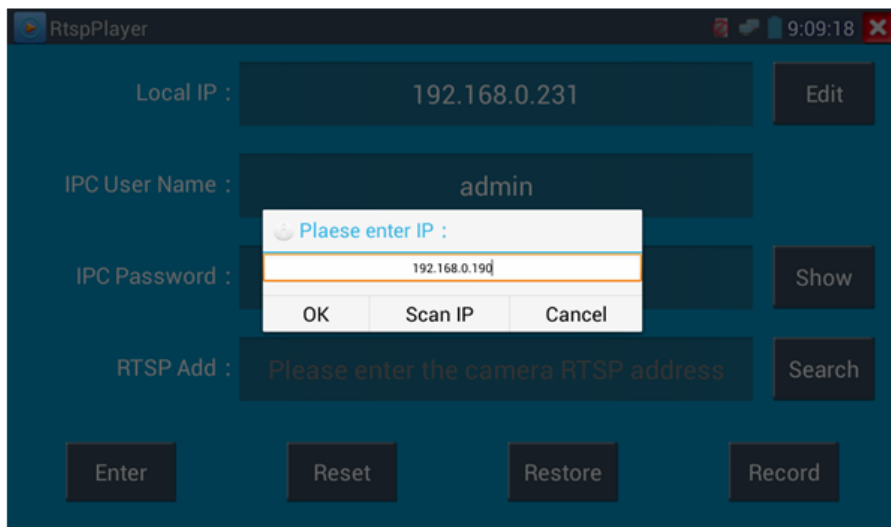 RtspPlayer 9:09:18
Local IP : 192.168.0.231 Edit
IPC User Name : admin
Plaese enter IP :
192.168.0.190
IPC Password : Show
OK Scan IP Cancel
RTSP Add : Please enter the camera RTSP address Search
Enter Reset Restore Record